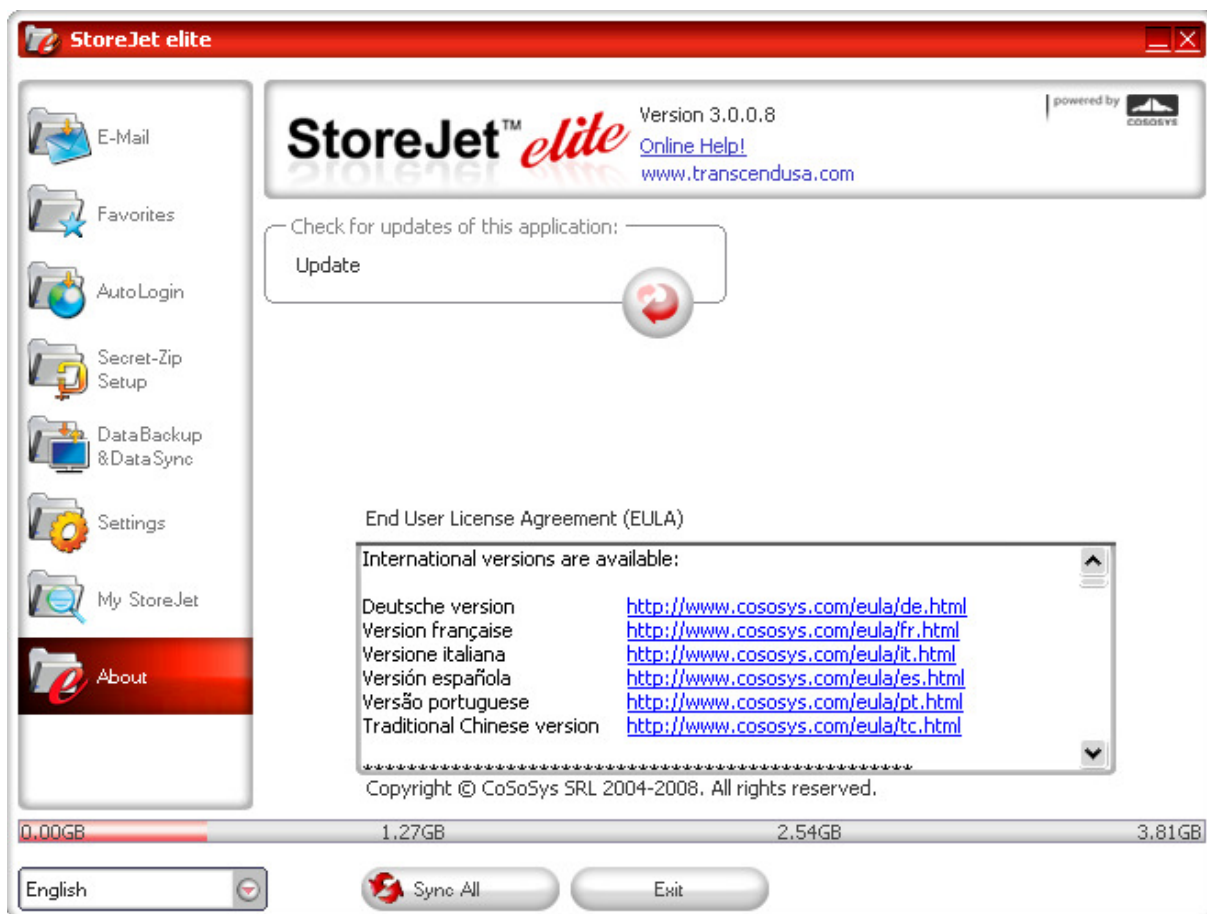 StoreJet elite
E-Mail
Favorites
AutoLogin
Secret-Zip
Setup
DataBackup
&DataSync
Settings
My StoreJet
About
StoreJet™ elite
Version 3.0.0.8
Online Help!
www.transcendusa.com
powered by
COSOSYS
Check for updates of this application:
Update
End User License Agreement (EULA)
International versions are available:
Deutsche version http://www.cososys.com/eula/de.html
Version française http://www.cososys.com/eula/fr.html
Versione italiana http://www.cososys.com/eula/it.html
Versión española http://www.cososys.com/eula/es.html
Versão portuguese http://www.cososys.com/eula/pt.html
Traditional Chinese version http://www.cososys.com/eula/tc.html
**************************************************
Copyright © CoSoSys SRL 2004-2008. All rights reserved.
0.00GB 1.27GB 2.54GB 3.81GB
English
Sync All
Exit